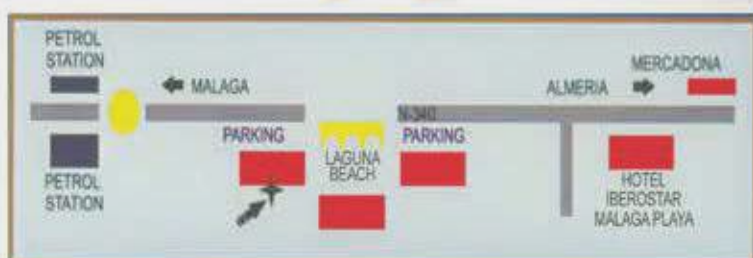 PETROL
STATION
MERCADONA
MALAGA
ALMERIA
N-340
PARKING
PARKING
LAGUNA
BEACH
PETROL
STATION
HOTEL
IBEROSTAR
MALAGA PLAYA